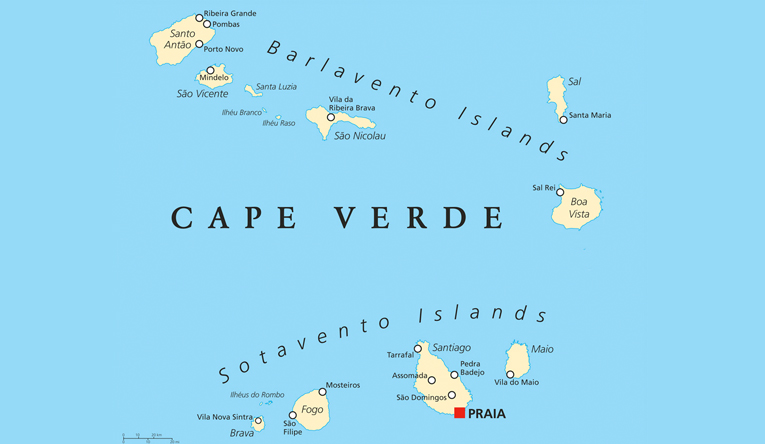 Ribeira Grande
Pombas
Santo
Antão
Porto Novo
Barlavento Islands
Mindelo
São Vicente
Santa Luzia
Ilhéu Branco
Ilhéu Raso
Vila da
Ribeira Brava
São Nicolau
Sal
Santa Maria
Sal Rei
Boa
Vista
CAPE VERDE
Sotavento Islands
Tarrafal
Santiago
Maio
Assomada
Pedra
Badejo
Vila do Maio
São Domingos
PRAIA
Mosteiros
Ilhéus do Rombo
Fogo
Vila Nova Sintra
São
Filipe
Brava